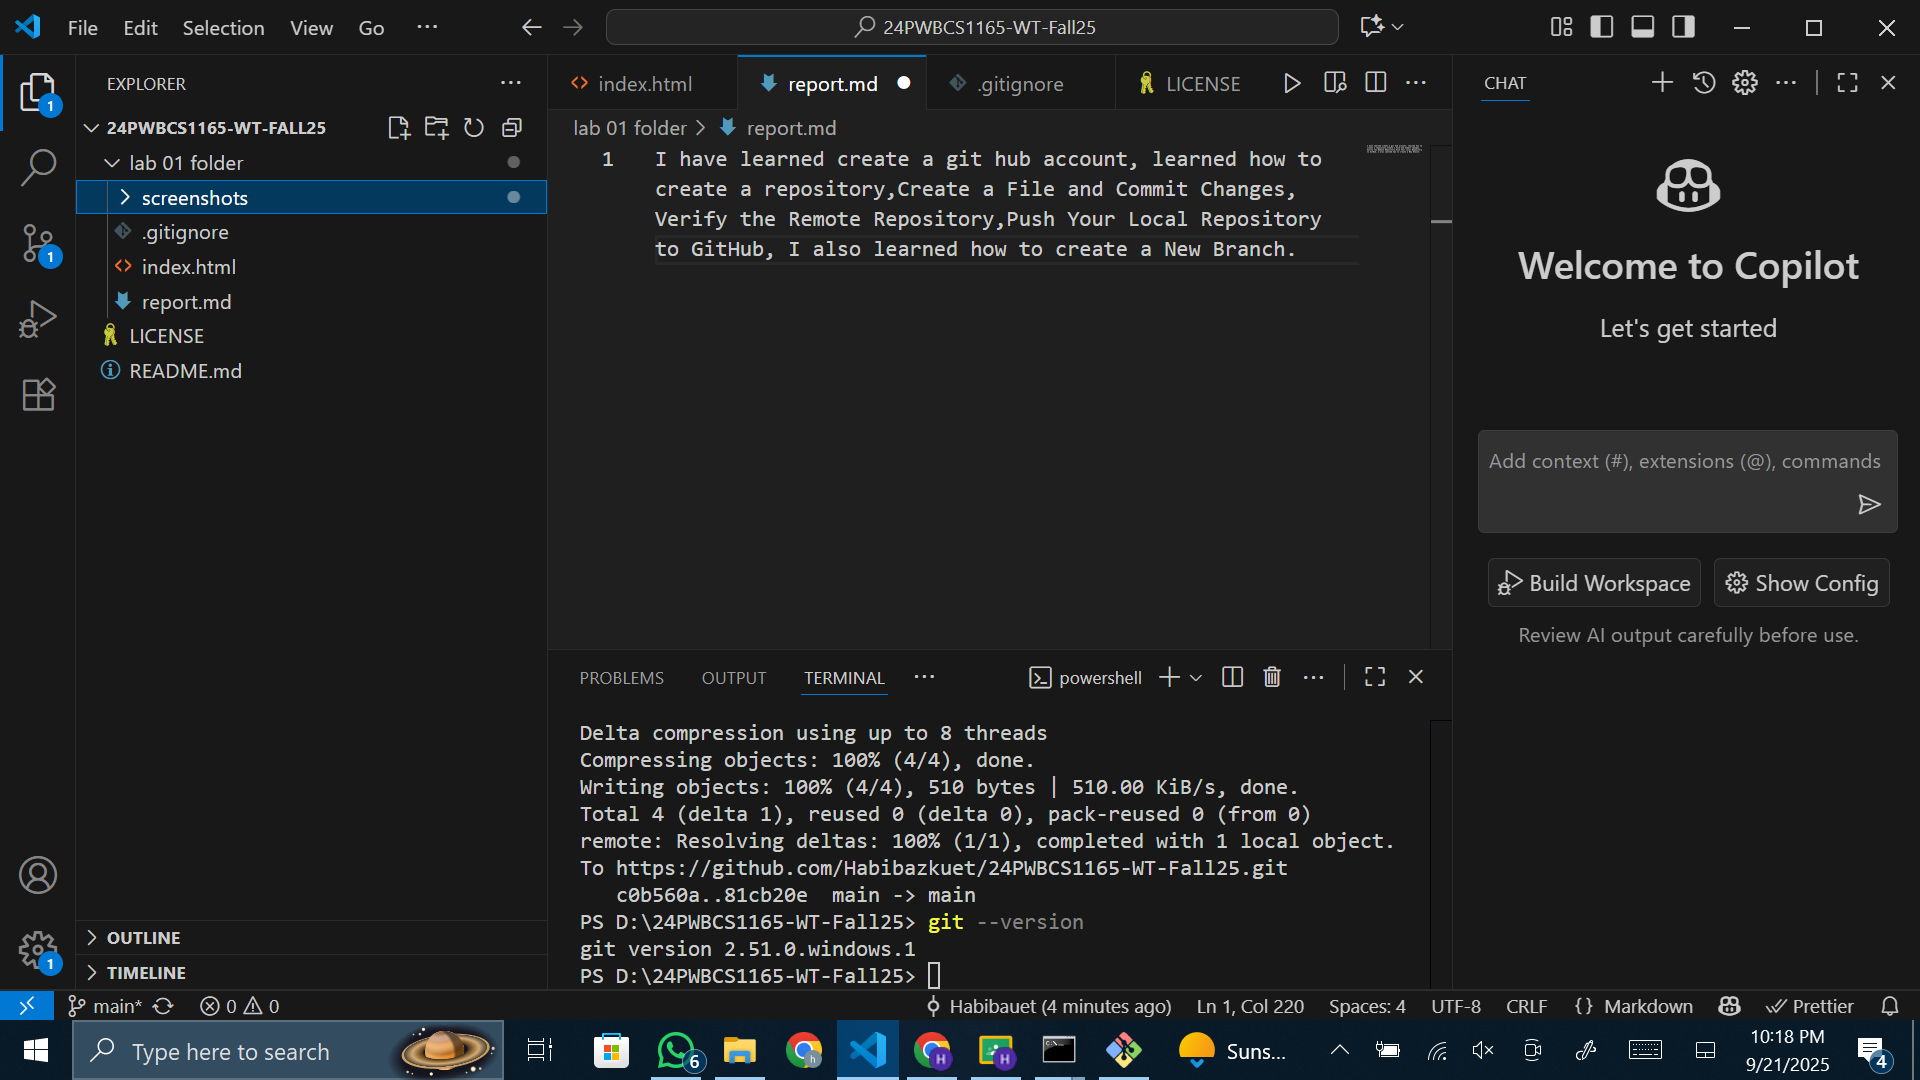 File Edit Selection View Go ··· 24PWBCS1165-WT-Fall25
EXPLORER
24PWBCS1165-WT-FALL25
lab 01 folder
screenshots
.gitignore
index.html
report.md
LICENSE
README.md
OUTLINE
TIMELINE
index.html report.md .gitignore LICENSE
lab 01 folder > report.md
1 I have learned create a git hub account, learned how to
create a repository,Create a File and Commit Changes,
Verify the Remote Repository,Push Your Local Repository
to GitHub, I also learned how to create a New Branch.
PROBLEMS OUTPUT TERMINAL ··· powershell
Delta compression using up to 8 threads
Compressing objects: 100% (4/4), done.
Writing objects: 100% (4/4), 510 bytes | 510.00 KiB/s, done.
Total 4 (delta 1), reused 0 (delta 0), pack-reused 0 (from 0)
remote: Resolving deltas: 100% (1/1), completed with 1 local object.
To https://github.com/Habibazkuet/24PWBCS1165-WT-Fall25.git
c0b560a..81cb20e main -> main
PS D:\24PWBCS1165-WT-Fall25> git --version
git version 2.51.0.windows.1
PS D:\24PWBCS1165-WT-Fall25>
CHAT
Welcome to Copilot
Let's get started
Add context (#), extensions (@), commands
Build Workspace Show Config
Review AI output carefully before use.
1
1
1
main* 0 0 Habibauet (4 minutes ago) Ln 1, Col 220 Spaces: 4 UTF-8 CRLF {} Markdown Prettier
Type here to search 6 Suns... 10:18 PM
9/21/2025 4